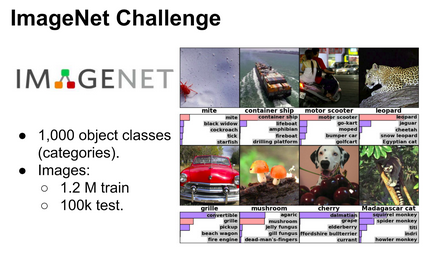 ImageNet Challenge
IMAGENET
● 1,000 object classes
(categories).
● Images:
○ 1.2 M train
○ 100k test.
mite
container ship
motor scooter
leopard
mite
black widow
cockroach
tick
starfish
container ship
lifeboat
amphibian
fireboat
drilling platform
motor scooter
go-kart
moped
bumper car
golfcart
leopard
jaguar
cheetah
snow leopard
Egyptian cat
grille
mushroom
cherry
Madagascar cat
convertible
grille
pickup
beach wagon
fire engine
agaric
mushroom
jelly fungus
gill fungus
dead-man's-fingers
dalmatian
grape
elderberry
ffordshire bullterrier
currant
squirrel monkey
spider monkey
titi
indri
howler monkey